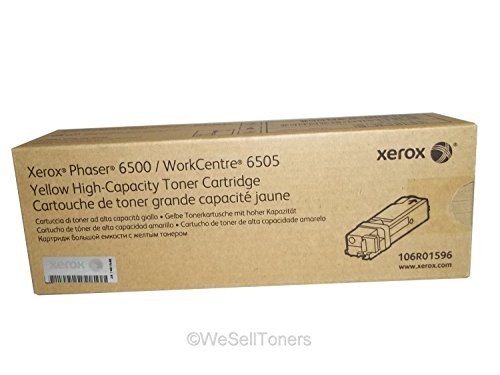 Xerox® Phaser® 6500 / WorkCentre® 6505
Yellow High-Capacity Toner Cartridge
Cartouche de toner grande capacité jaune
Cartuccia di toner ad alta capacità giallo • Gelbe Tonerkartusche mit hoher Kapazität
Cartucho de tóner de alta capacidad amarillo • Cartucho de toner de alta capacidade amarelo
Картридж большой емкости с желтым тонером
xerox
106R01596
www.xerox.com
©WeSellToners